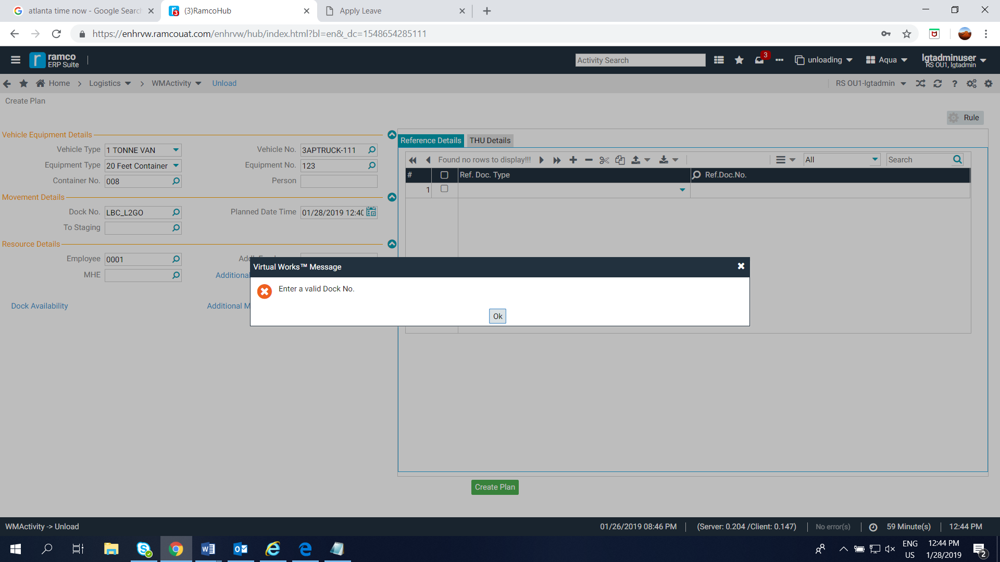 atlanta time now - Google Searc
(3)RamcoHub
Apply Leave
https://enhrvw.ramcouat.com/enhrvw/hub/index.html?bl=en&_dc=1548654285111
ramco
ERP Suite
Activity Search
3
unloading
Aqua
lgtadminuser
RS OU1, lgtadmin
Home > Logistics > WMActivity Unload
RS OU1-lgtadmin
Create Plan
Rule
Vehicle Equipment Details
Vehicle Type 1 TONNE VAN
Vehicle No. 3APTRUCK-111
Equipment Type 20 Feet Container
Equipment No. 123
Container No. 008
Person
Movement Details
Dock No. LBC_L2GO
Planned Date Time 01/28/2019 12:40
To Staging
Resource Details
Employee 0001
MHE
Additional
Dock Availability
Additional M
Reference Details
THU Details
Found no rows to display!!!
All
Search
# Ref. Doc. Type Ref.Doc.No.
1
Virtual Works™ Message
Enter a valid Dock No.
Ok
Create Plan
WMActivity -> Unload
01/26/2019 08:46 PM
(Server: 0.204 /Client: 0.147)
No error(s)
59 Minute(s)
12:44 PM
ENG
US
12:44 PM
1/28/2019
2